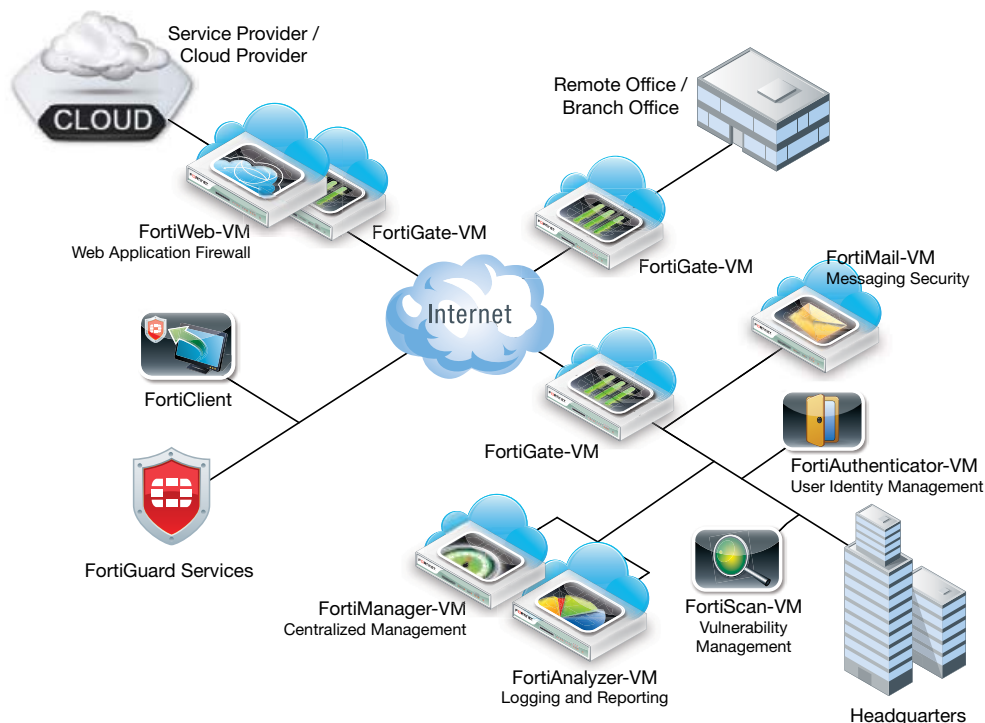 Service Provider /
Cloud Provider
CLOUD
Remote Office /
Branch Office
FortiWeb-VM
Web Application Firewall
FortiGate-VM
FortiGate-VM
FortiMail-VM
Messaging Security
Internet
FortiClient
FortiGate-VM
FortiAuthenticator-VM
User Identity Management
FortiGuard Services
FortiManager-VM
Centralized Management
FortiScan-VM
Vulnerability
Management
FortiAnalyzer-VM
Logging and Reporting
Headquarters